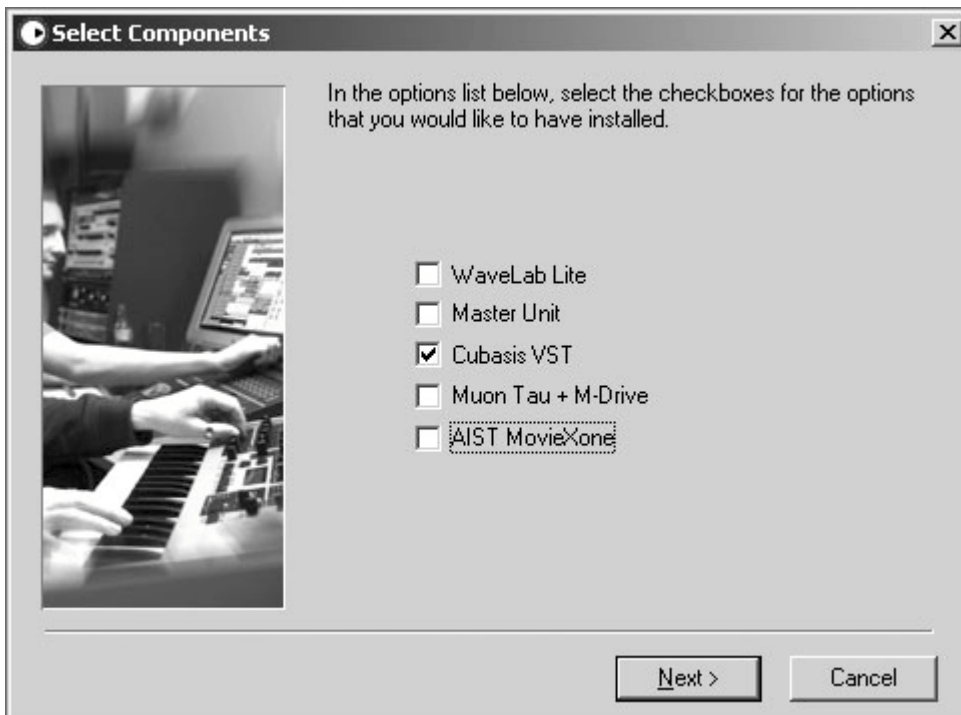 Select Components
In the options list below, select the checkboxes for the options
that you would like to have installed.
WaveLab Lite
Master Unit
Cubasis VST
Muon Tau + M-Drive
AIST MovieXone
Next >
Cancel